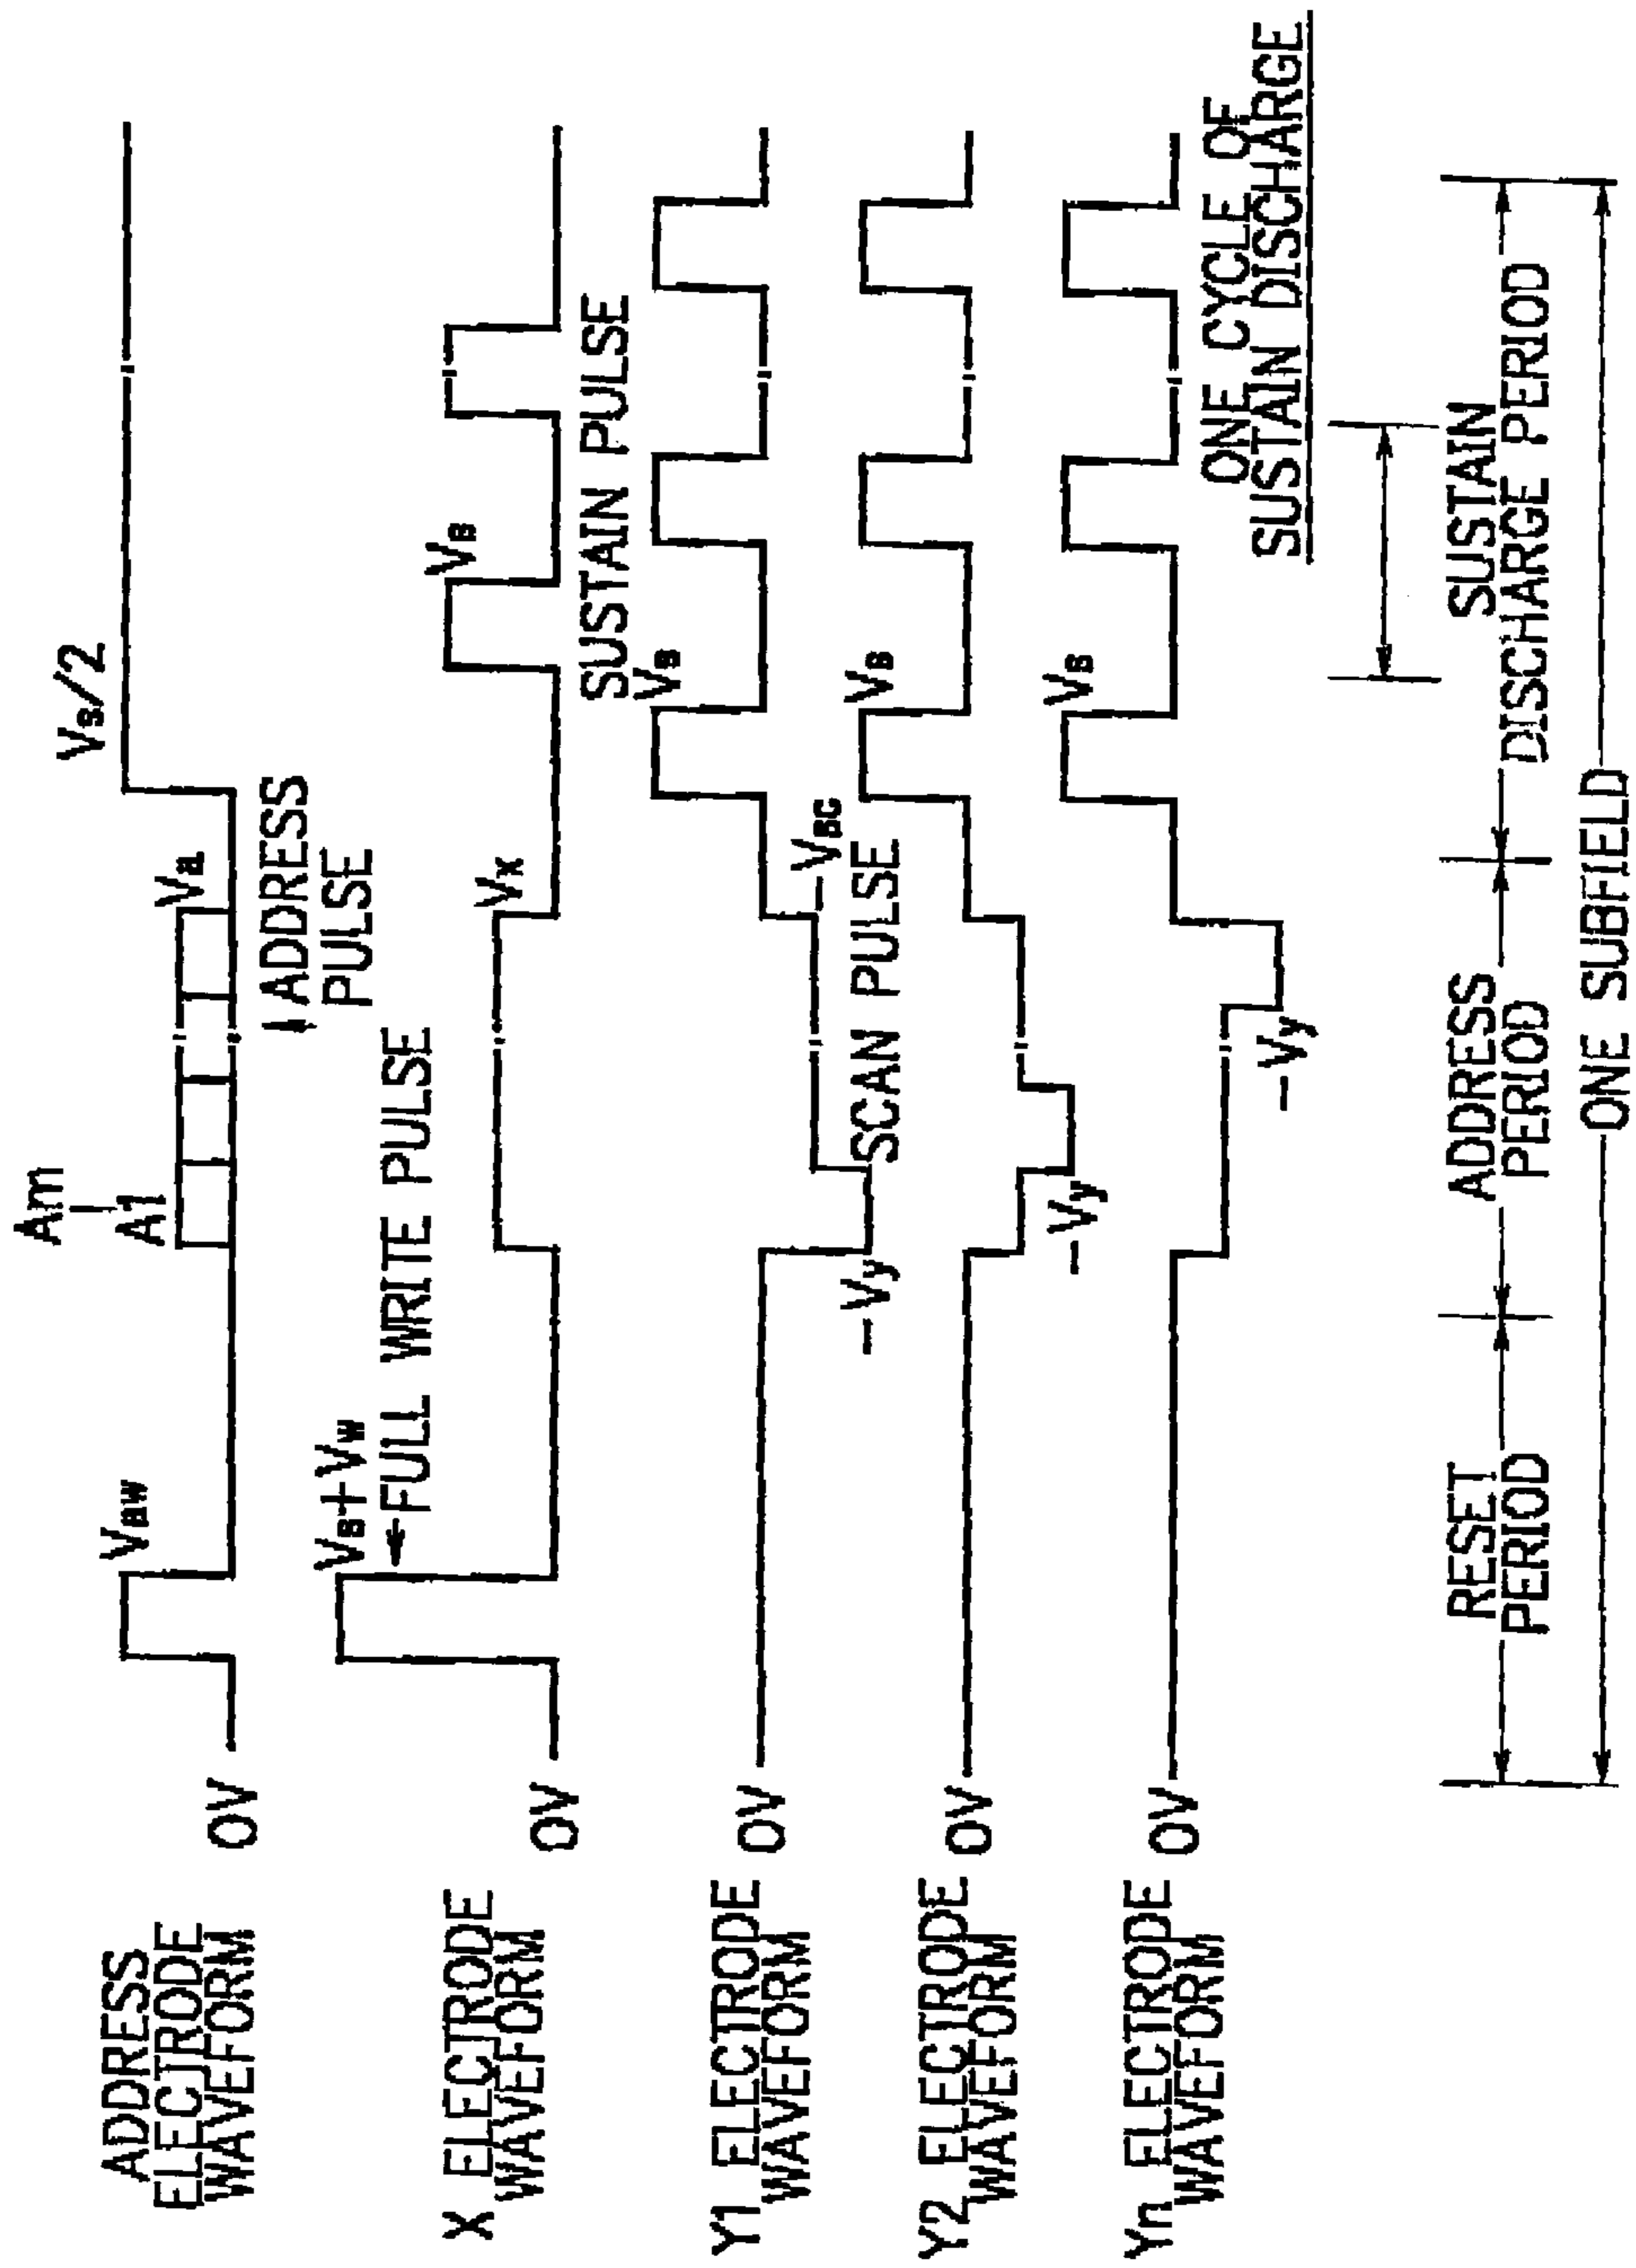 ADDRESS
ELECTRODE
WAVEFORM
0V
Vaw
Am
A1
Va
ADDRESS
PULSE
Vs/2
X ELECTRODE
WAVEFORM
0V
Vs+Vw
FULL WRITE PULSE
Vx
Vs
SUSTAIN PULSE
Y1 ELECTRODE
WAVEFORM
0V
-Vy
-Vsc
SCAN PULSE
Vs
Y2 ELECTRODE
WAVEFORM
0V
-Vy
Vs
Yn ELECTRODE
WAVEFORM
0V
-Vy
Vs
ONE CYCLE OF
SUSTAIN DISCHARGE
RESET
PERIOD
ADDRESS
PERIOD
SUSTAIN
DISCHARGE PERIOD
ONE SUBFIELD